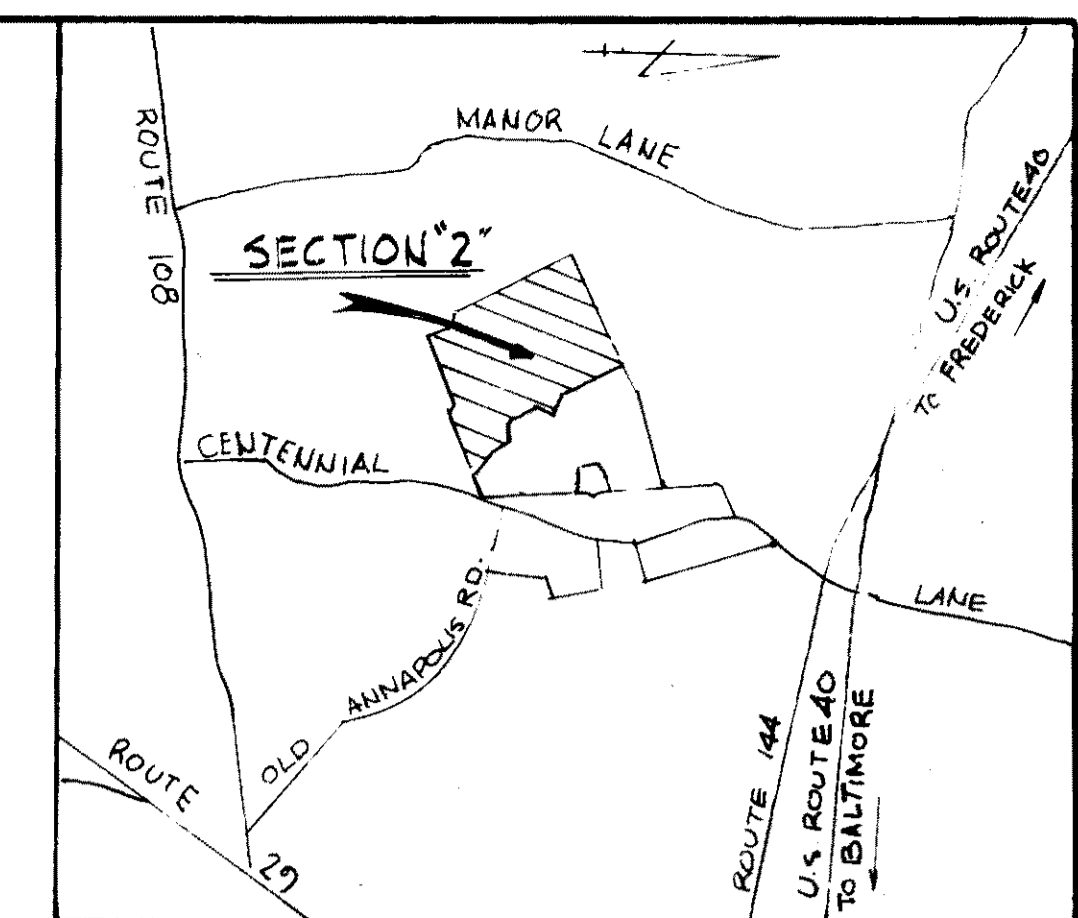 MANOR LANE
ROUTE 108
SECTION "2"
U.S. ROUTE 40
TO FREDERICK
CENTENNIAL
LANE
OLD ANNAPOLIS RD.
ROUTE
29
ROUTE 144
U.S. ROUTE 40
TO BALTIMORE